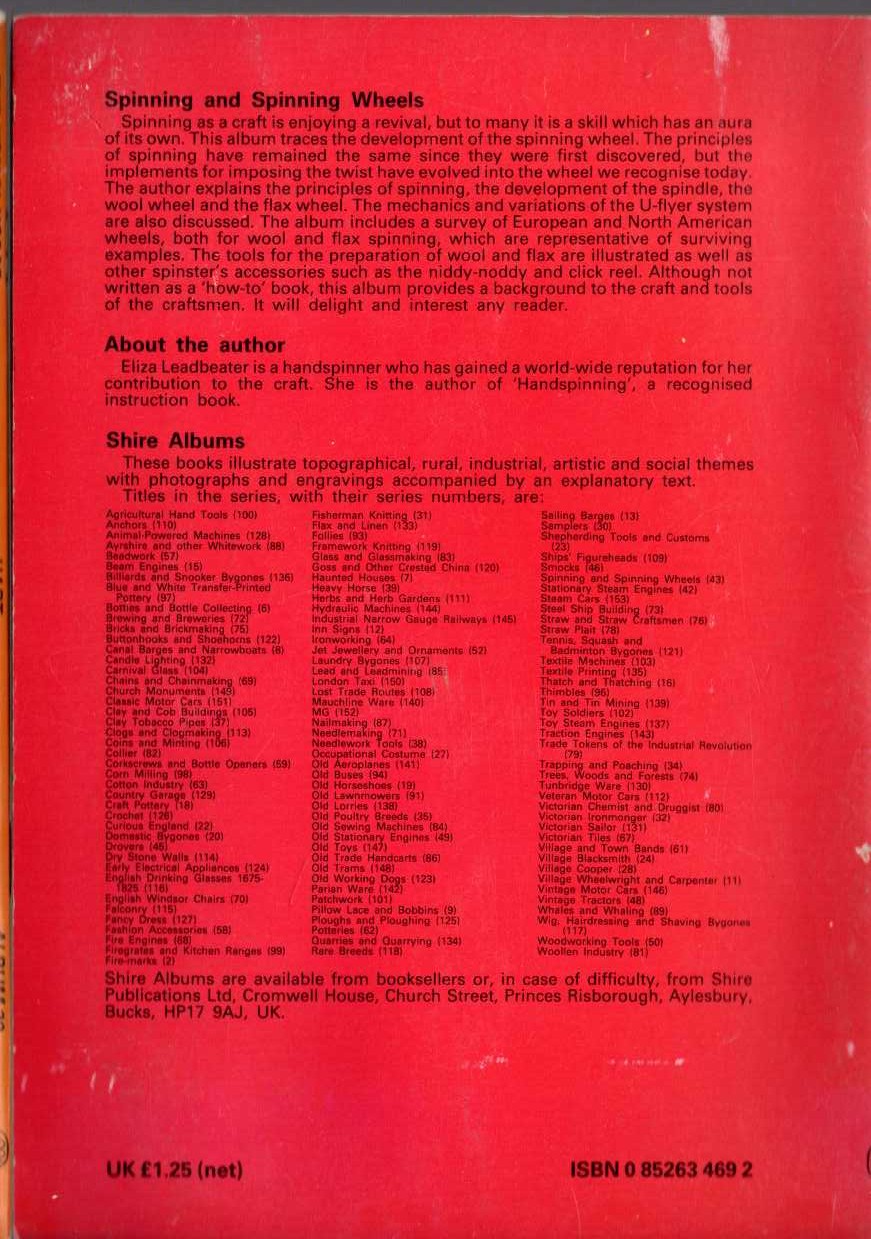 Spinning and Spinning Wheels
Spinning as a craft is enjoying a revival, but to many it is a skill which has an aura
of its own. This album traces the development of the spinning wheel. The principles
of spinning have remained the same since they were first discovered, but the
implements for imposing the twist have evolved into the wheel we recognise today.
The author explains the principles of spinning, the development of the spindle, the
wool wheel and the flax wheel. The mechanics and variations of the U-flyer system
are also discussed. The album includes a survey of European and North American
wheels, both for wool and flax spinning, which are representative of surviving
examples. The tools for the preparation of wool and flax are illustrated as well as
other spinster's accessories such as the niddy-noddy and click reel. Although not
written as a 'how-to' book, this album provides a background to the craft and tools
of the craftsmen. It will delight and interest any reader.
About the author
Eliza Leadbeater is a handspinner who has gained a world-wide reputation for her
contribution to the craft. She is the author of 'Handspinning', a recognised
instruction book.
Shire Albums
These books illustrate topographical, rural, industrial, artistic and social themes
with photographs and engravings accompanied by an explanatory text.
Titles in the series, with their series numbers, are:
Agricultural Hand Tools (100)
Anchors (110)
Animal-Powered Machines (128)
Ayrshire and other Whitework (88)
Beadwork (57)
Beam Engines (15)
Billiards and Snooker Bygones (136)
Blue and White Transfer-Printed
Pottery (97)
Bottles and Bottle Collecting (6)
Brewing and Breweries (72)
Bricks and Brickmaking (75)
Buttonhooks and Shoehorns (122)
Canal Barges and Narrowboats (8)
Candle Lighting (132)
Carnival Glass (104)
Chains and Chainmaking (69)
Church Monuments (149)
Classic Motor Cars (151)
Clay and Cob Buildings (105)
Clay Tobacco Pipes (37)
Clogs and Clogmaking (113)
Coins and Minting (106)
Collier (82)
Corkscrews and Bottle Openers (59)
Corn Milling (98)
Cotton Industry (63)
Country Garage (129)
Craft Pottery (18)
Crochet (126)
Curious England (22)
Domestic Bygones (20)
Drovers (45)
Dry Stone Walls (114)
Early Electrical Appliances (124)
English Drinking Glasses 1675-
1825 (116)
English Windsor Chairs (70)
Falconry (115)
Fancy Dress (127)
Fashion Accessories (58)
Fire Engines (68)
Firegrates and Kitchen Ranges (99)
Fire-marks (2)
Fisherman Knitting (31)
Flax and Linen (133)
Follies (93)
Framework Knitting (119)
Glass and Glassmaking (83)
Goss and Other Crested China (120)
Haunted Houses (7)
Heavy Horse (39)
Herbs and Herb Gardens (111)
Hydraulic Machines (144)
Industrial Narrow Gauge Railways (145)
Inn Signs (12)
Ironworking (64)
Jet Jewellery and Ornaments (52)
Laundry Bygones (107)
Lead and Leadmining (85)
London Taxi (150)
Lost Trade Routes (108)
Mauchline Ware (140)
MG (152)
Nailmaking (87)
Needlemaking (71)
Needlework Tools (38)
Occupational Costume (27)
Old Aeroplanes (141)
Old Buses (94)
Old Horseshoes (19)
Old Lawnmowers (91)
Old Lorries (138)
Old Poultry Breeds (35)
Old Sewing Machines (84)
Old Stationary Engines (49)
Old Toys (147)
Old Trade Handcarts (86)
Old Trams (148)
Old Working Dogs (123)
Parian Ware (142)
Patchwork (101)
Pillow Lace and Bobbins (9)
Ploughs and Ploughing (125)
Potteries (62)
Quarries and Quarrying (134)
Rare Breeds (118)
Sailing Barges (13)
Samplers (30)
Shepherding Tools and Customs
(23)
Ships' Figureheads (109)
Smocks (46)
Spinning and Spinning Wheels (43)
Stationary Steam Engines (42)
Steam Cars (153)
Steel Ship Building (73)
Straw and Straw Craftsmen (76)
Straw Plait (78)
Tennis, Squash and
Badminton Bygones (121)
Textile Machines (103)
Textile Printing (135)
Thatch and Thatching (16)
Thimbles (96)
Tin and Tin Mining (139)
Toy Soldiers (102)
Toy Steam Engines (137)
Traction Engines (143)
Trade Tokens of the Industrial Revolution
(79)
Trapping and Poaching (34)
Trees, Woods and Forests (74)
Tunbridge Ware (130)
Veteran Motor Cars (112)
Victorian Chemist and Druggist (80)
Victorian Ironmonger (32)
Victorian Sailor (131)
Victorian Tiles (67)
Village and Town Bands (61)
Village Blacksmith (24)
Village Cooper (28)
Village Wheelwright and Carpenter (11)
Vintage Motor Cars (146)
Vintage Tractors (48)
Whales and Whaling (89)
Wig, Hairdressing and Shaving Bygones
(117)
Woodworking Tools (50)
Woollen Industry (81)
Shire Albums are available from booksellers or, in case of difficulty, from Shire
Publications Ltd, Cromwell House, Church Street, Princes Risborough, Aylesbury,
Bucks, HP17 9AJ, UK.
UK £1.25 (net)
ISBN 0 85263 469 2